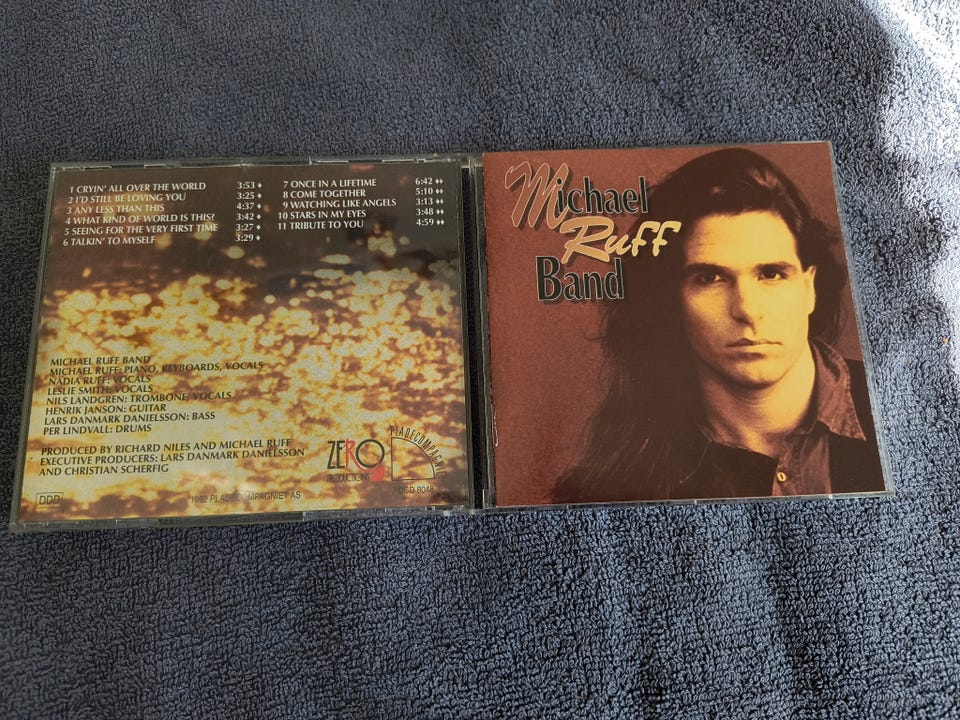 1 CRYIN' ALL OVER THE WORLD 3:53 ♦
2 I'D STILL BE LOVING YOU 3:25 ♦
3 ANY LESS THAN THIS 4:37 ♦
4 WHAT KIND OF WORLD IS THIS? 3:42 ♦
5 SEEING FOR THE VERY FIRST TIME 3:27 ♦
6 TALKIN' TO MYSELF 3:29 ♦
7 ONCE IN A LIFETIME 6:42 ♦♦
8 COME TOGETHER 5:10 ♦♦
9 WATCHING LIKE ANGELS 3:13 ♦♦
10 STARS IN MY EYES 3:48 ♦♦
11 TRIBUTE TO YOU 4:59 ♦♦
MICHAEL RUFF BAND
MICHAEL RUFF: PIANO, KEYBOARDS, VOCALS
NADIA RUFF: VOCALS
LESLIE SMITH: VOCALS
NILS LANDGREN: TROMBONE, VOCALS
HENRIK JANSON: GUITAR
LARS DANMARK DANIELSSON: BASS
PER LINDVALL: DRUMS
PRODUCED BY RICHARD NILES AND MICHAEL RUFF
EXECUTIVE PRODUCERS: LARS DANMARK DANIELSSON
AND CHRISTIAN SCHERFIG
ZERO
PRODUCTIONS
PLADECOMPAGNIET
DDD
1992 PLADECOMPAGNIET AS
PCCD 8048
Michael
Ruff
Band